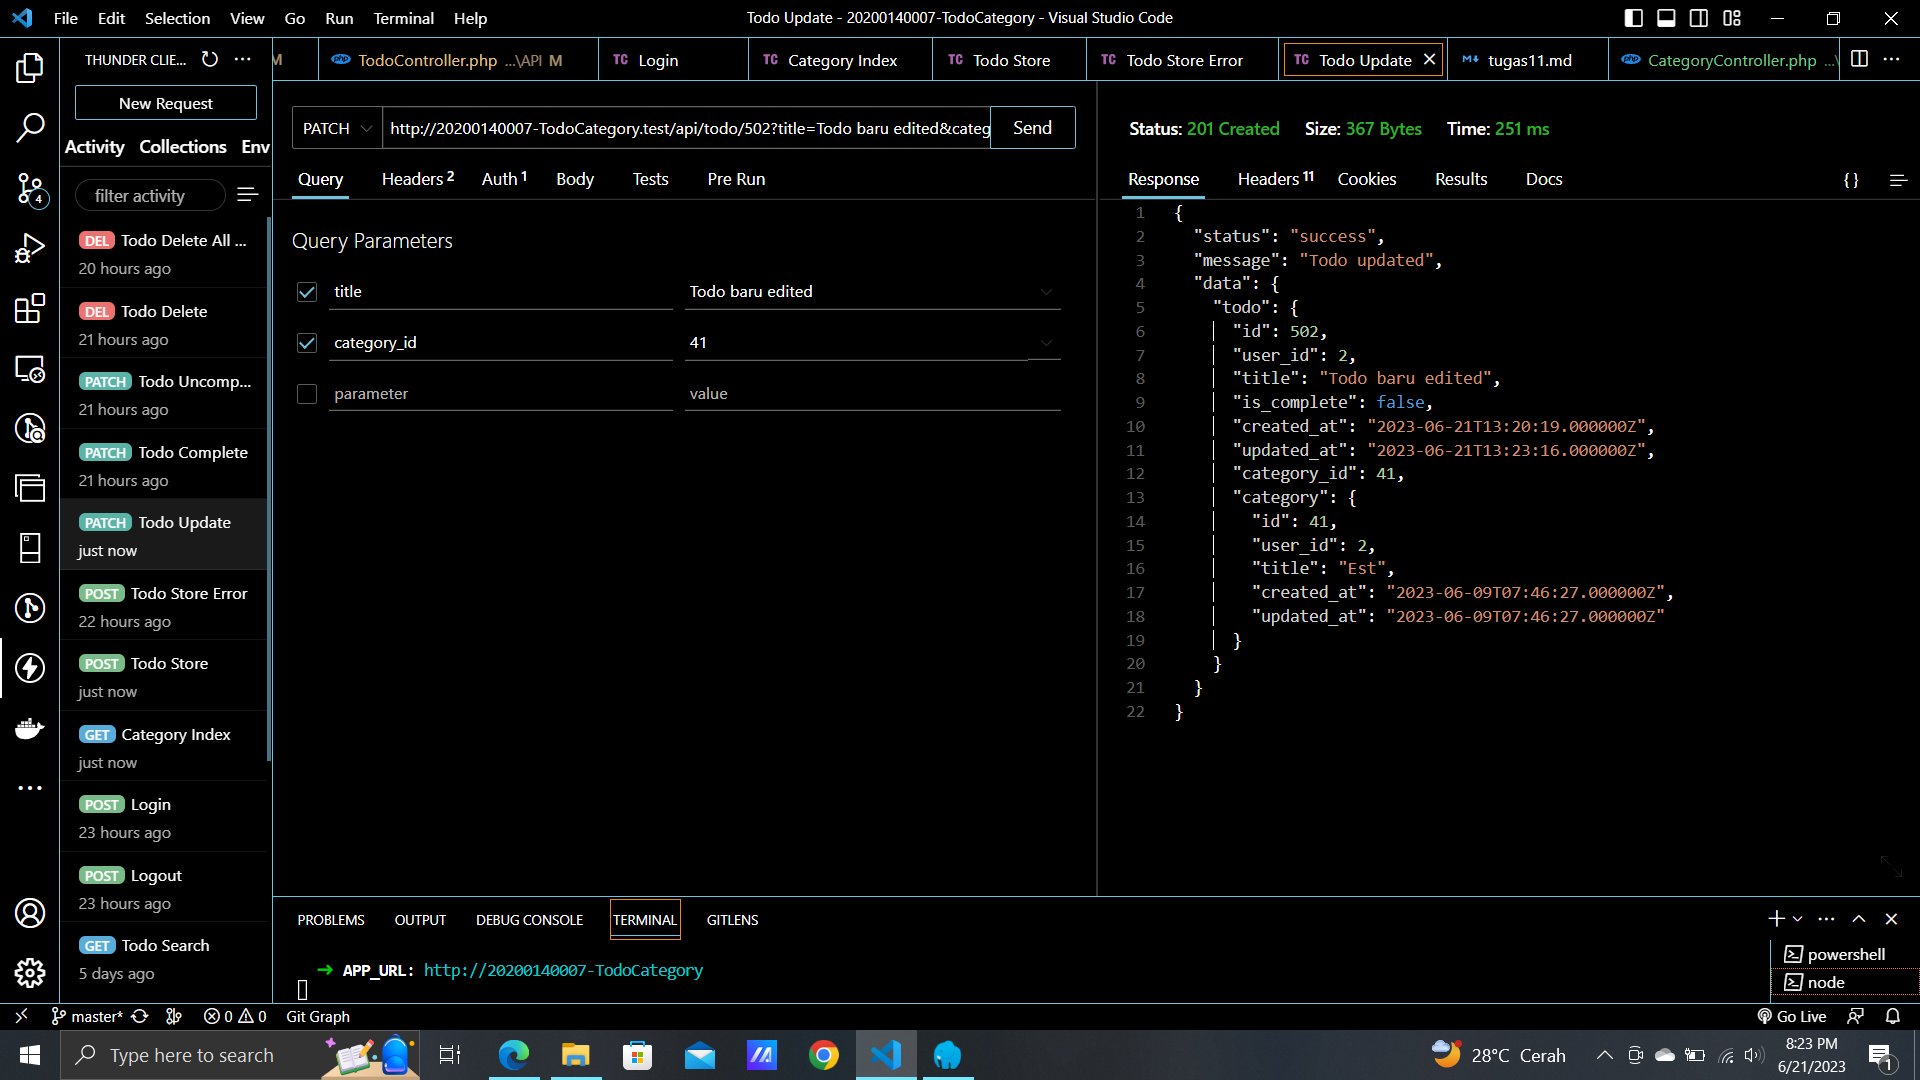 File Edit Selection View Go Run Terminal Help
Todo Update - 20200140007-TodoCategory - Visual Studio Code
THUNDER CLIE...
M
TodoController.php ...\API M
TC Login
TC Category Index
TC Todo Store
TC Todo Store Error
TC Todo Update
tugas11.md
php CategoryController.php ...\
New Request
Activity Collections Env
filter activity
DEL Todo Delete All ...
20 hours ago
DEL Todo Delete
21 hours ago
PATCH Todo Uncomp...
21 hours ago
PATCH Todo Complete
21 hours ago
PATCH Todo Update
just now
POST Todo Store Error
22 hours ago
POST Todo Store
just now
GET Category Index
just now
POST Login
23 hours ago
POST Logout
23 hours ago
GET Todo Search
5 days ago
4
PATCH http://20200140007-TodoCategory.test/api/todo/502?title=Todo baru edited&categ Send
Query Headers 2 Auth 1 Body Tests Pre Run
Query Parameters
title Todo baru edited
category_id 41
parameter value
Status: 201 Created Size: 367 Bytes Time: 251 ms
Response Headers 11 Cookies Results Docs { }
1 {
2 "status": "success",
3 "message": "Todo updated",
4 "data": {
5 "todo": {
6 "id": 502,
7 "user_id": 2,
8 "title": "Todo baru edited",
9 "is_complete": false,
10 "created_at": "2023-06-21T13:20:19.000000Z",
11 "updated_at": "2023-06-21T13:23:16.000000Z",
12 "category_id": 41,
13 "category": {
14 "id": 41,
15 "user_id": 2,
16 "title": "Est",
17 "created_at": "2023-06-09T07:46:27.000000Z",
18 "updated_at": "2023-06-09T07:46:27.000000Z"
19 }
20 }
21 }
22 }
PROBLEMS OUTPUT DEBUG CONSOLE TERMINAL GITLENS
➜ APP_URL: http://20200140007-TodoCategory
powershell
node
master* 0 0 Git Graph
Go Live
Type here to search
28°C Cerah
8:23 PM
6/21/2023
1